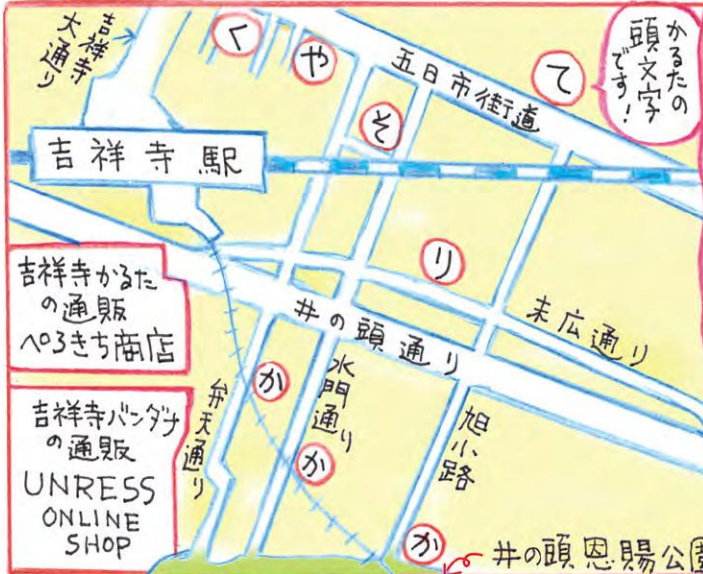 吉祥寺
大通り
く
や
そ
五日市街道
て
かるたの
頭文字
です!
吉祥寺駅
り
末広通り
井の頭通り
吉祥寺かるた
の通販
ぺろきち商店
吉祥寺バンダナ
の通販
UNRESS
ONLINE
SHOP
弁天通り
か
水門通り
か
旭小路
か
井の頭恩賜公園